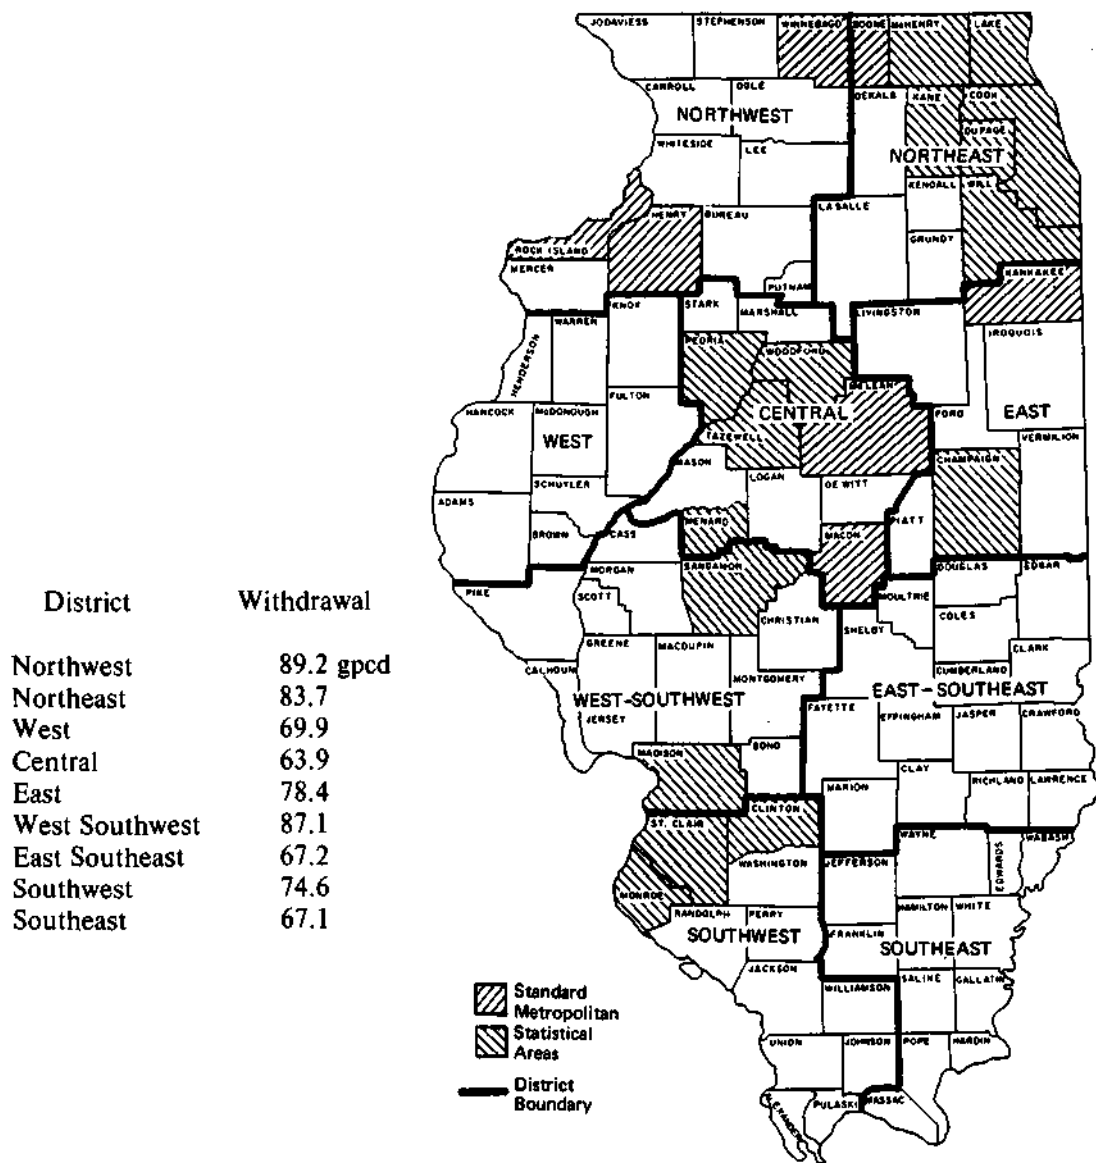 District Withdrawal
Northwest 89.2 gpcd
Northeast 83.7
West 69.9
Central 63.9
East 78.4
West Southwest 87.1
East Southeast 67.2
Southwest 74.6
Southeast 67.1
JODAVIESS STEPHENSON WINNEBAGO BOONE McHENRY LAKE
CARROLL OGLE DEKALB KANE COOK
NORTHWEST
DUPAGE
WHITESIDE LEE NORTHEAST
KENDALL WILL
HENRY BUREAU LASALLE
GRUNDY
ROCK ISLAND
MERCER PUTNAM KANKAKEE
KNOX STARK MARSHALL LIVINGSTON
WARREN IROQUOIS
PEORIA WOODFORD
HENDERSON
McLEAN
FULTON
HANCOCK McDONOUGH CENTRAL FORD EAST
WEST TAZEWELL VERMILION
MASON CHAMPAIGN
SCHUYLER LOGAN DE WITT
ADAMS
MENARD PIATT
BROWN CASS MACON
MORGAN SANGAMON DOUGLAS EDGAR
PIKE SCOTT MOULTRIE
CHRISTIAN COLES
SHELBY
GREENE MACOUPIN CLARK
CALHOUN MONTGOMERY CUMBERLAND
WEST-SOUTHWEST EAST-SOUTHEAST
JERSEY FAYETTE EFFINGHAM JASPER CRAWFORD
MADISON BOND
CLAY
MARION RICHLAND LAWRENCE
CLINTON
ST. CLAIR WAYNE WABASH
WASHINGTON JEFFERSON EDWARDS
MONROE
RANDOLPH PERRY HAMILTON WHITE
SOUTHWEST FRANKLIN SOUTHEAST
JACKSON SALINE GALLATIN
WILLIAMSON
UNION JOHNSON POPE HARDIN
ALEXANDER PULASKI MASSAC
Standard
Metropolitan
Statistical
Areas
District
Boundary